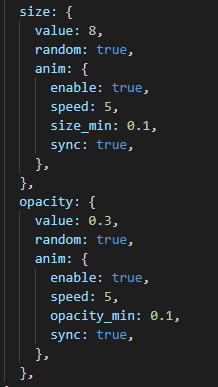 size: {
value: 8,
random: true,
anim: {
enable: true,
speed: 5,
size_min: 0.1,
sync: true,
},
},
opacity: {
value: 0.3,
random: true,
anim: {
enable: true,
speed: 5,
opacity_min: 0.1,
sync: true,
},
},